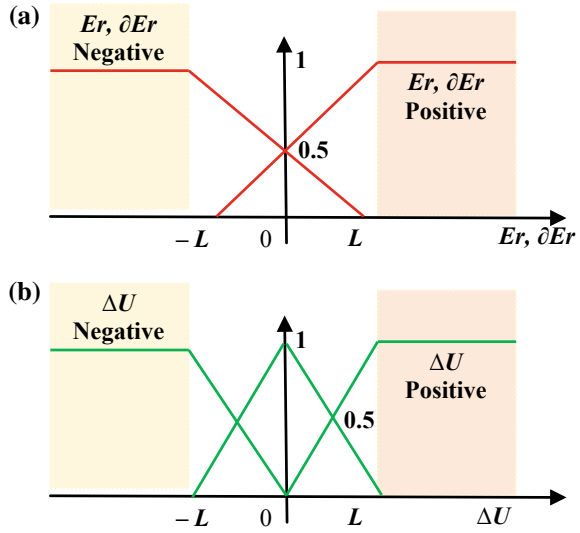 (a)
Er, ∂Er
Negative
1
Er, ∂Er
Positive
0.5
– L
0
L
Er, ∂Er
(b)
ΔU
Negative
1
ΔU
Positive
0.5
– L
0
L
ΔU